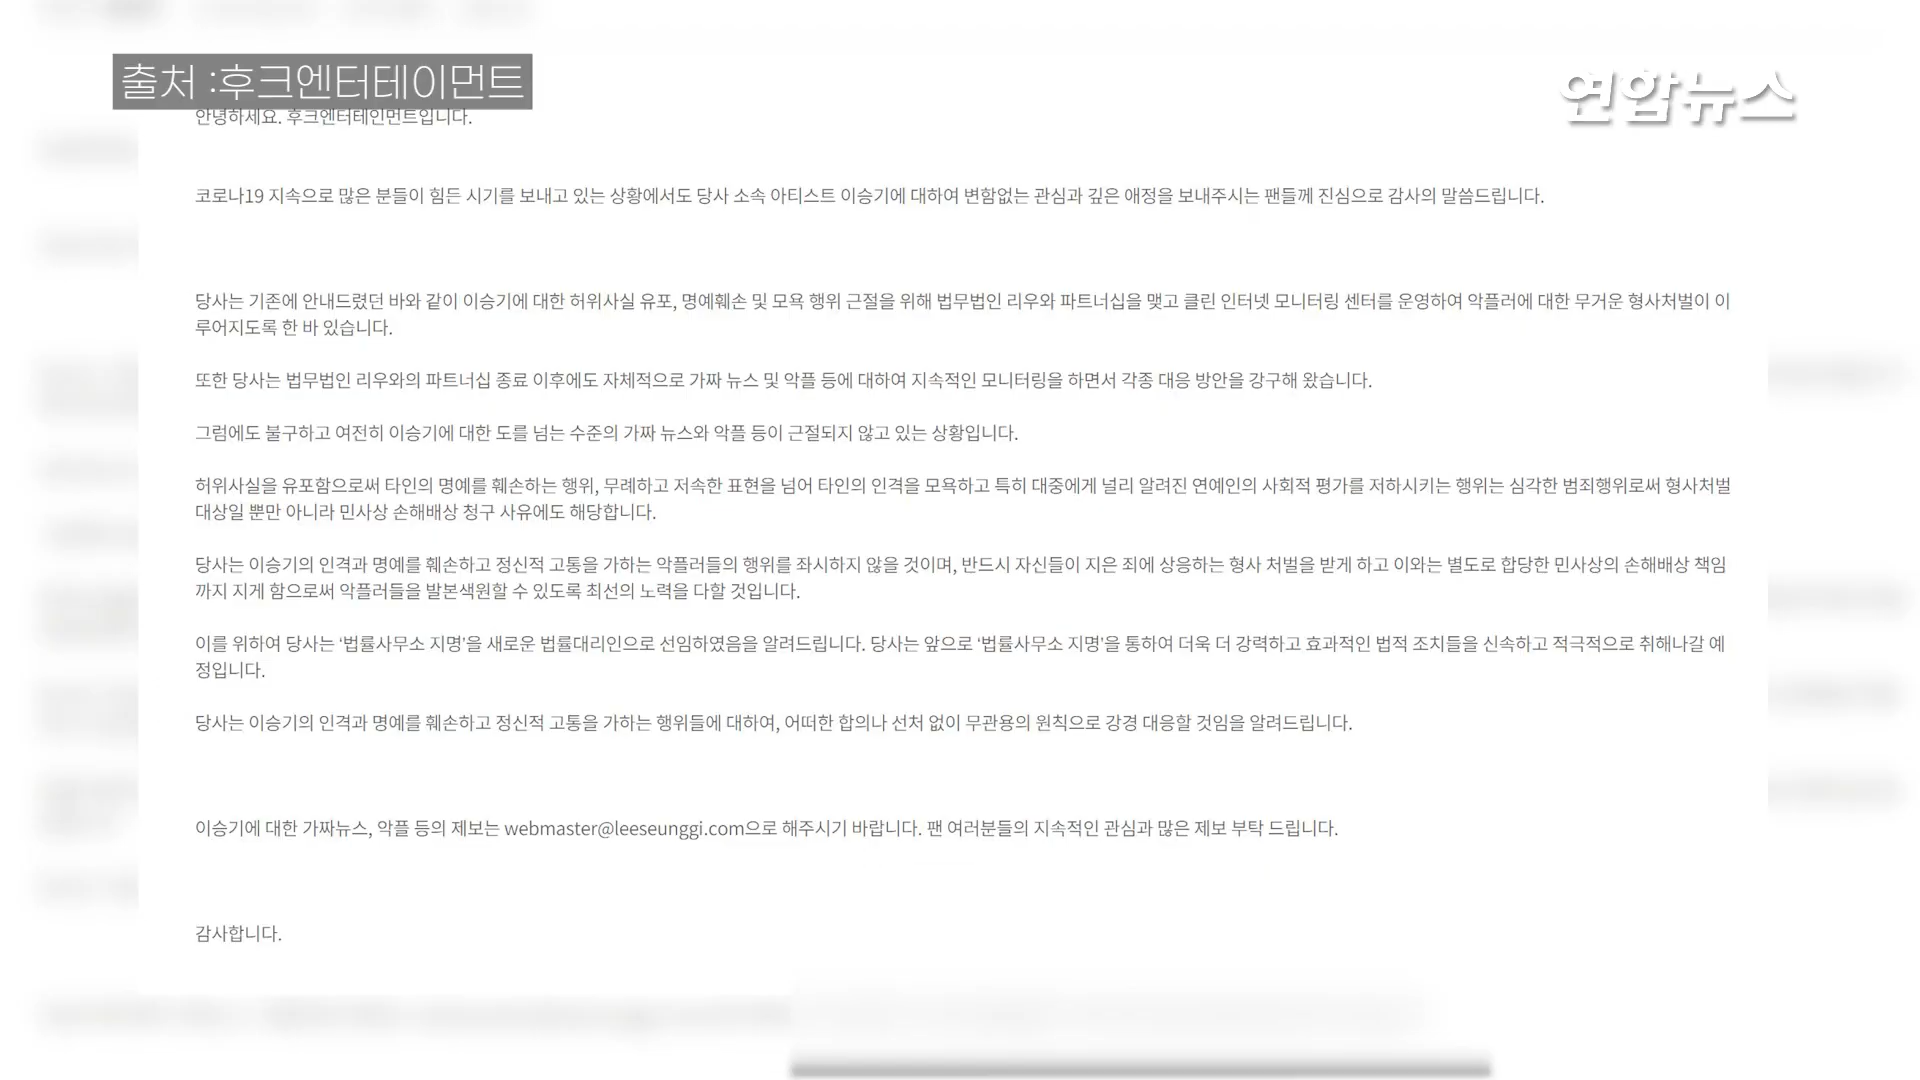 출처 :후크엔터테이먼트
연합뉴스
안녕하세요. 후크엔터테인먼트입니다.
코로나19 지속으로 많은 분들이 힘든 시기를 보내고 있는 상황에서도 당사 소속 아티스트 이승기에 대하여 변함없는 관심과 깊은 애정을 보내주시는 팬들께 진심으로 감사의 말씀드립니다.
당사는 기존에 안내드렸던 바와 같이 이승기에 대한 허위사실 유포, 명예훼손 및 모욕 행위 근절을 위해 법무법인 리우와 파트너십을 맺고 클린 인터넷 모니터링 센터를 운영하여 악플러에 대한 무거운 형사처벌이 이
루어지도록 한 바 있습니다.
또한 당사는 법무법인 리우와의 파트너십 종료 이후에도 자체적으로 가짜 뉴스 및 악플 등에 대하여 지속적인 모니터링을 하면서 각종 대응 방안을 강구해 왔습니다.
그럼에도 불구하고 여전히 이승기에 대한 도를 넘는 수준의 가짜 뉴스와 악플 등이 근절되지 않고 있는 상황입니다.
허위사실을 유포함으로써 타인의 명예를 훼손하는 행위, 무례하고 저속한 표현을 넘어 타인의 인격을 모욕하고 특히 대중에게 널리 알려진 연예인의 사회적 평가를 저하시키는 행위는 심각한 범죄행위로써 형사처벌
대상일 뿐만 아니라 민사상 손해배상 청구 사유에도 해당합니다.
당사는 이승기의 인격과 명예를 훼손하고 정신적 고통을 가하는 악플러들의 행위를 좌시하지 않을 것이며, 반드시 자신들이 지은 죄에 상응하는 형사 처벌을 받게 하고 이와는 별도로 합당한 민사상의 손해배상 책임
까지 지게 함으로써 악플러들을 발본색원할 수 있도록 최선의 노력을 다할 것입니다.
이를 위하여 당사는 ‘법률사무소 지명’을 새로운 법률대리인으로 선임하였음을 알려드립니다. 당사는 앞으로 ‘법률사무소 지명’을 통하여 더욱 더 강력하고 효과적인 법적 조치들을 신속하고 적극적으로 취해나갈 예
정입니다.
당사는 이승기의 인격과 명예를 훼손하고 정신적 고통을 가하는 행위들에 대하여, 어떠한 합의나 선처 없이 무관용의 원칙으로 강경 대응할 것임을 알려드립니다.
이승기에 대한 가짜뉴스, 악플 등의 제보는 webmaster@leeseunggi.com으로 해주시기 바랍니다. 팬 여러분들의 지속적인 관심과 많은 제보 부탁 드립니다.
감사합니다.